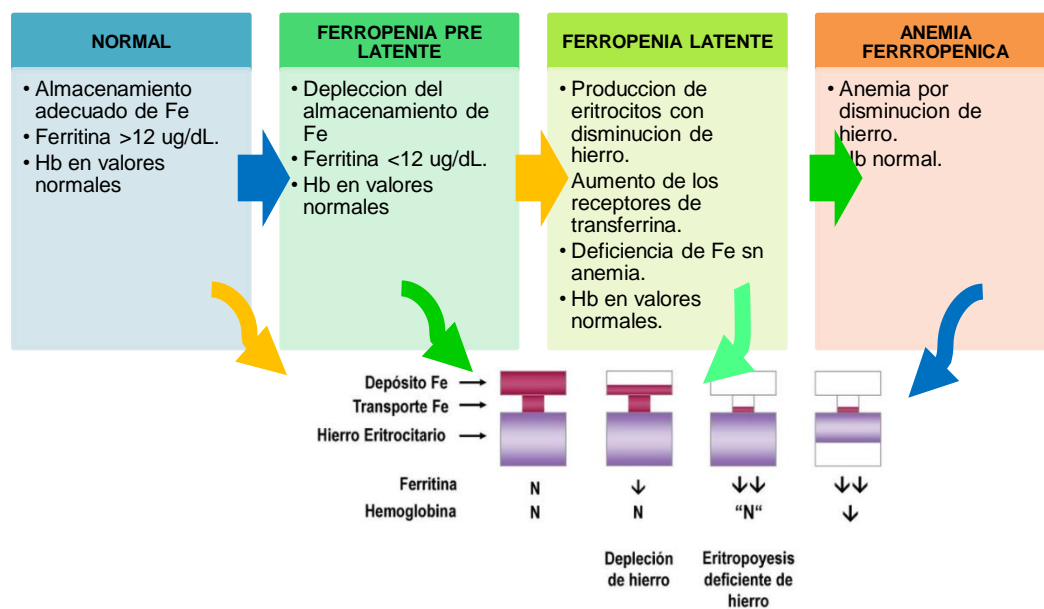 NORMAL
• Almacenamiento
adecuado de Fe
• Ferritina >12 ug/dL.
• Hb en valores
normales
FERROPENIA PRE
LATENTE
• Depleccion del
almacenamiento de
Fe
• Ferritina <12 ug/dL.
• Hb en valores
normales
FERROPENIA LATENTE
• Produccion de
eritrocitos con
disminucion de
hierro.
Aumento de los
receptores de
transferrina.
• Deficiencia de Fe sn
anemia.
• Hb en valores
normales.
ANEMIA
FERRROPENICA
• Anemia por
disminucion de
hierro.
Hb normal.
Depósito Fe
Transporte Fe
Hierro Eritrocitario
Ferritina N ↓ ↓↓ ↓↓
Hemoglobina N N "N" ↓
Depleción
de hierro
Eritropoyesis
deficiente de
hierro